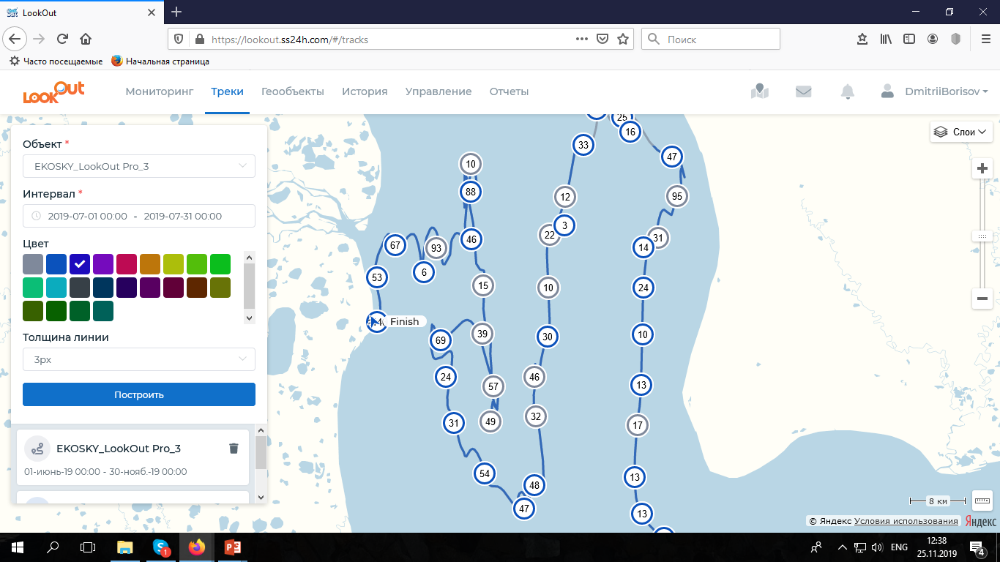 LookOut
https://lookout.ss24h.com/#/tracks
Поиск
Часто посещаемые
Начальная страница
LookOut
Мониторинг
Треки
Геообъекты
История
Управление
Отчеты
DmitriiBorisov
Объект *
EKOSKY_LookOut Pro_3
Интервал *
2019-07-01 00:00 - 2019-07-31 00:00
Цвет
Толщина линии
3px
Построить
EKOSKY_LookOut Pro_3
01-июнь-19 00:00 - 30-нояб.-19 00:00
Слои
25
16
33
47
10
88
12
95
3
22
31
14
67
93
46
6
53
15
10
24
Finish
69
39
30
10
24
57
46
13
31
49
32
17
54
48
13
47
13
8 км
© Яндекс Условия использования
Яндекс
1
ENG
12:38
25.11.2019
4